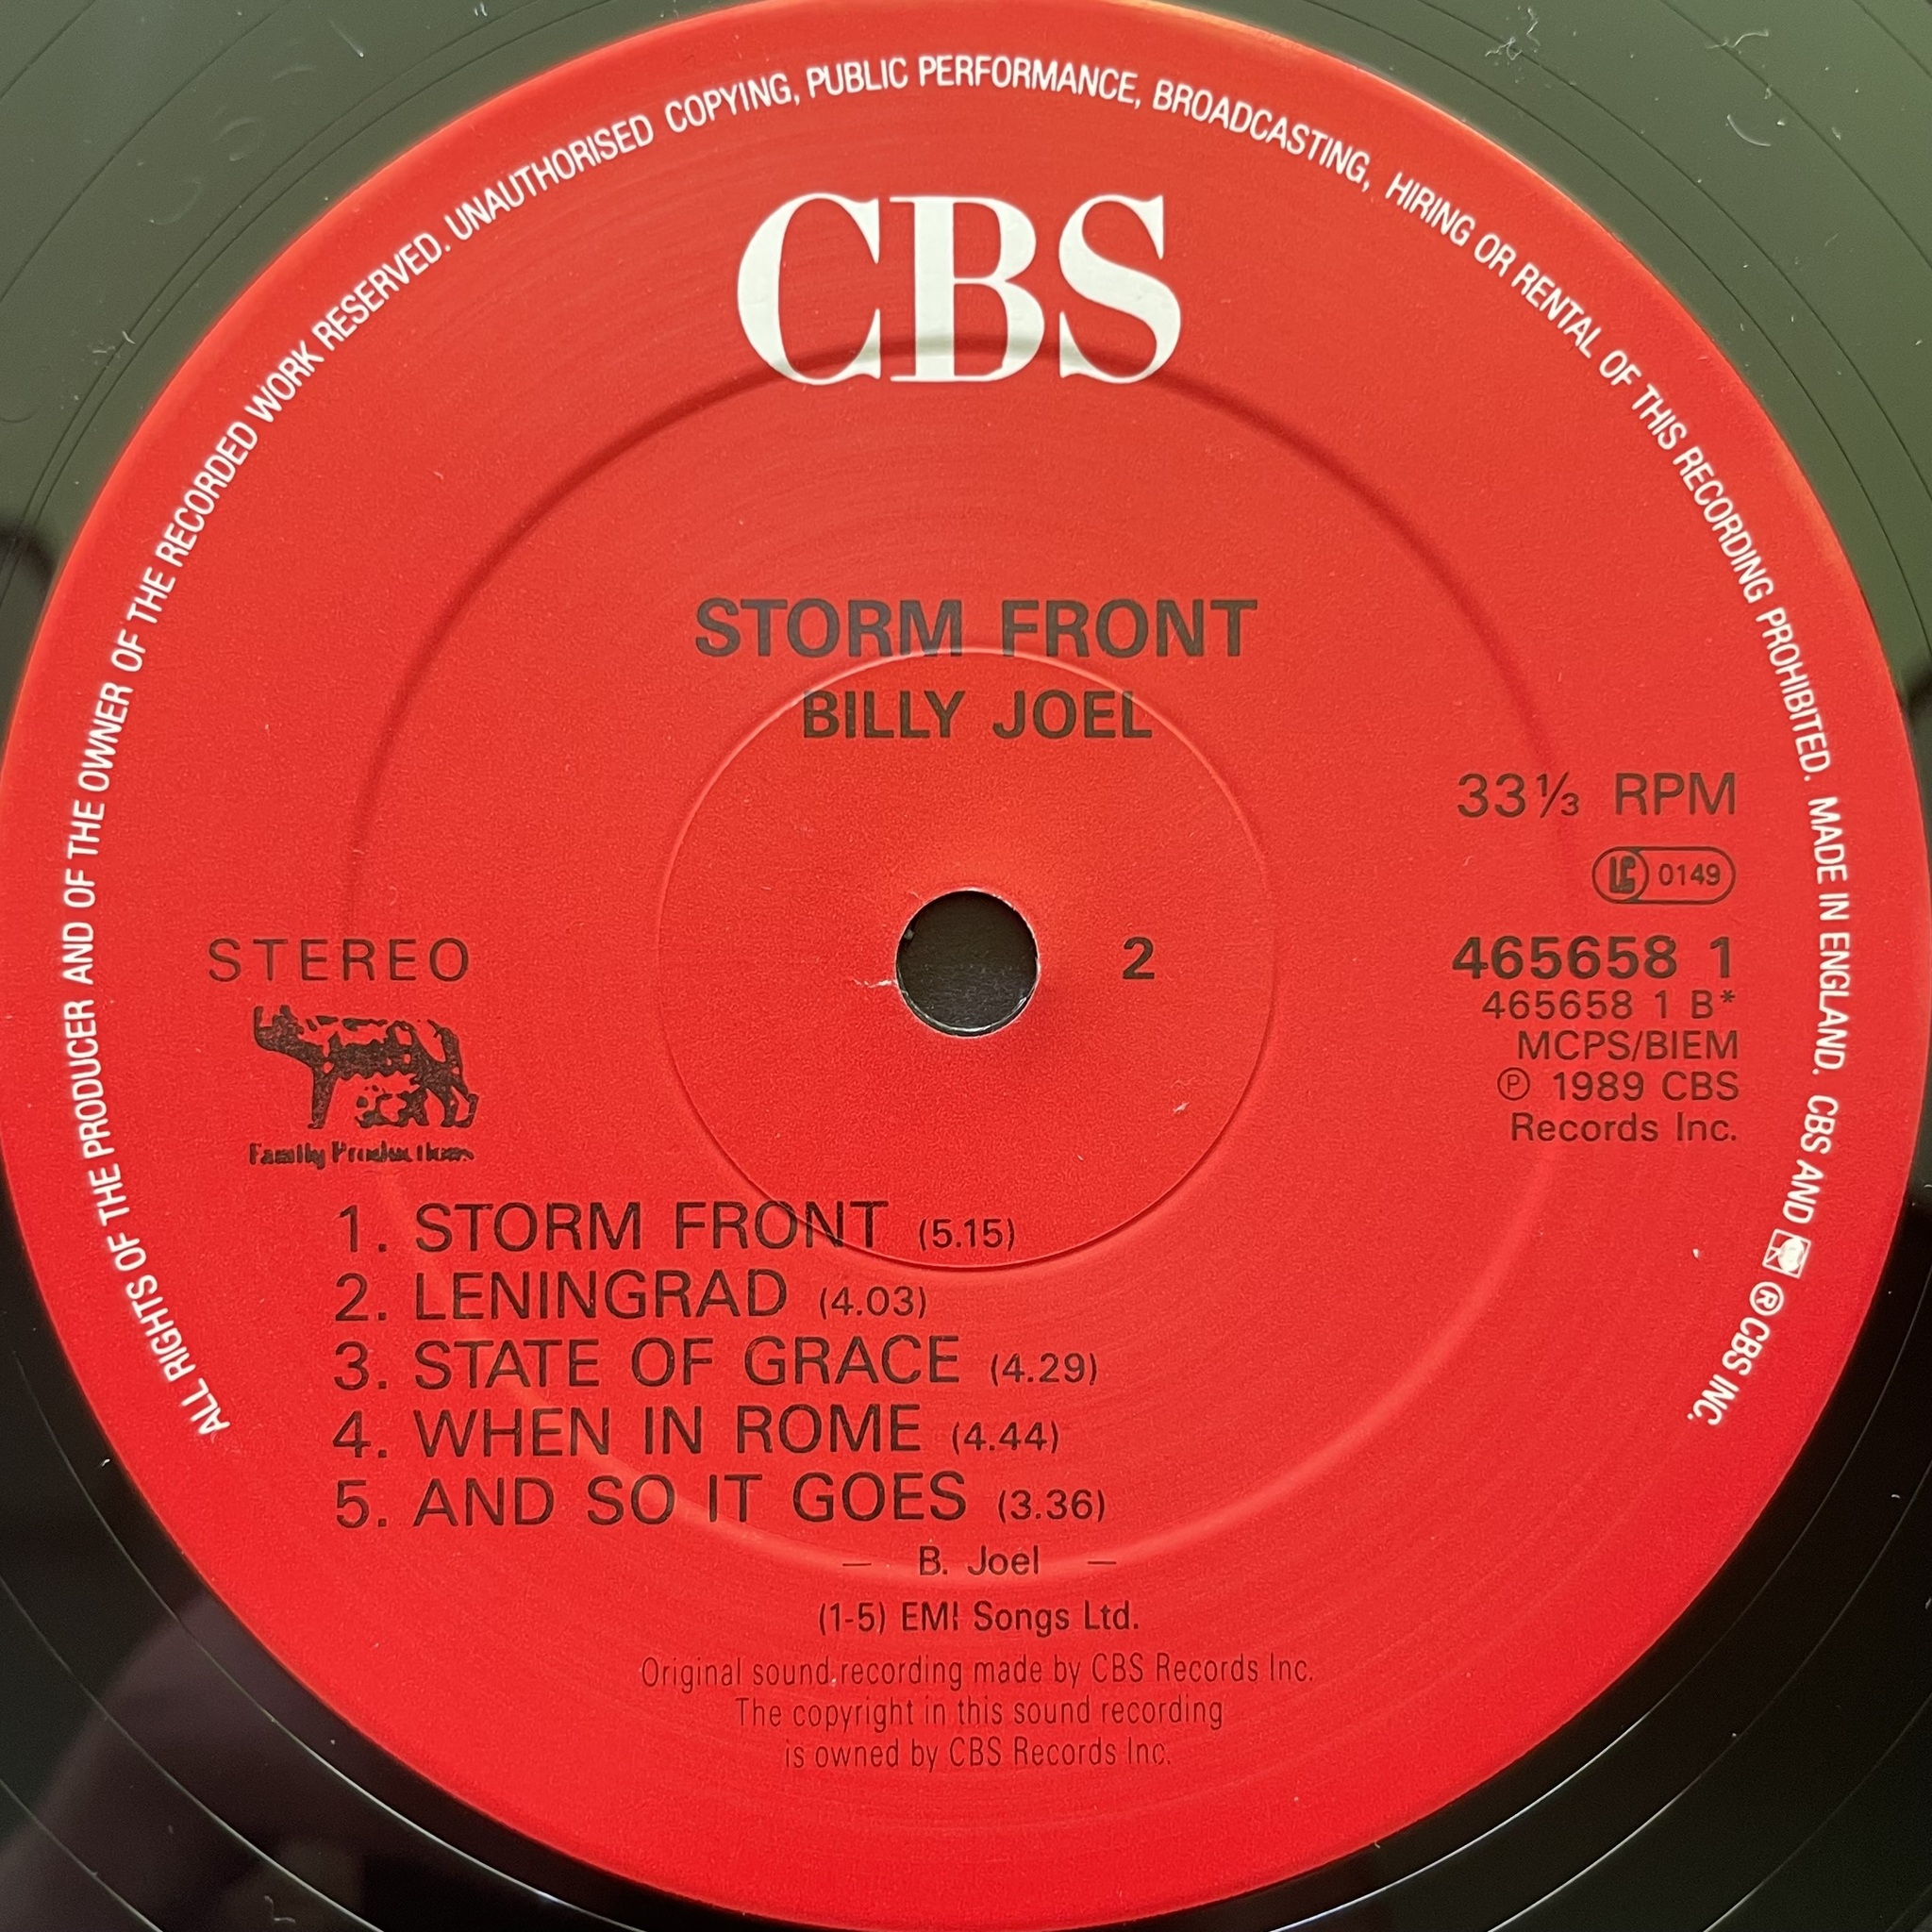 ALL RIGHTS OF THE PRODUCER AND OF THE OWNER OF THE RECORDED WORK RESERVED. UNAUTHORISED COPYING, PUBLIC PERFORMANCE, BROADCASTING, HIRING OR RENTAL OF THIS RECORDING PROHIBITED. MADE IN ENGLAND. CBS AND ® CBS INC.
CBS
STORM FRONT
BILLY JOEL
33⅓ RPM
LC 0149
STEREO
2
465658 1
465658 1 B*
MCPS/BIEM
℗ 1989 CBS
Records Inc.
Family Productions
1. STORM FRONT (5.15)
2. LENINGRAD (4.03)
3. STATE OF GRACE (4.29)
4. WHEN IN ROME (4.44)
5. AND SO IT GOES (3.36)
— B. Joel —
(1-5) EMI Songs Ltd.
Original sound recording made by CBS Records Inc.
The copyright in this sound recording
is owned by CBS Records Inc.